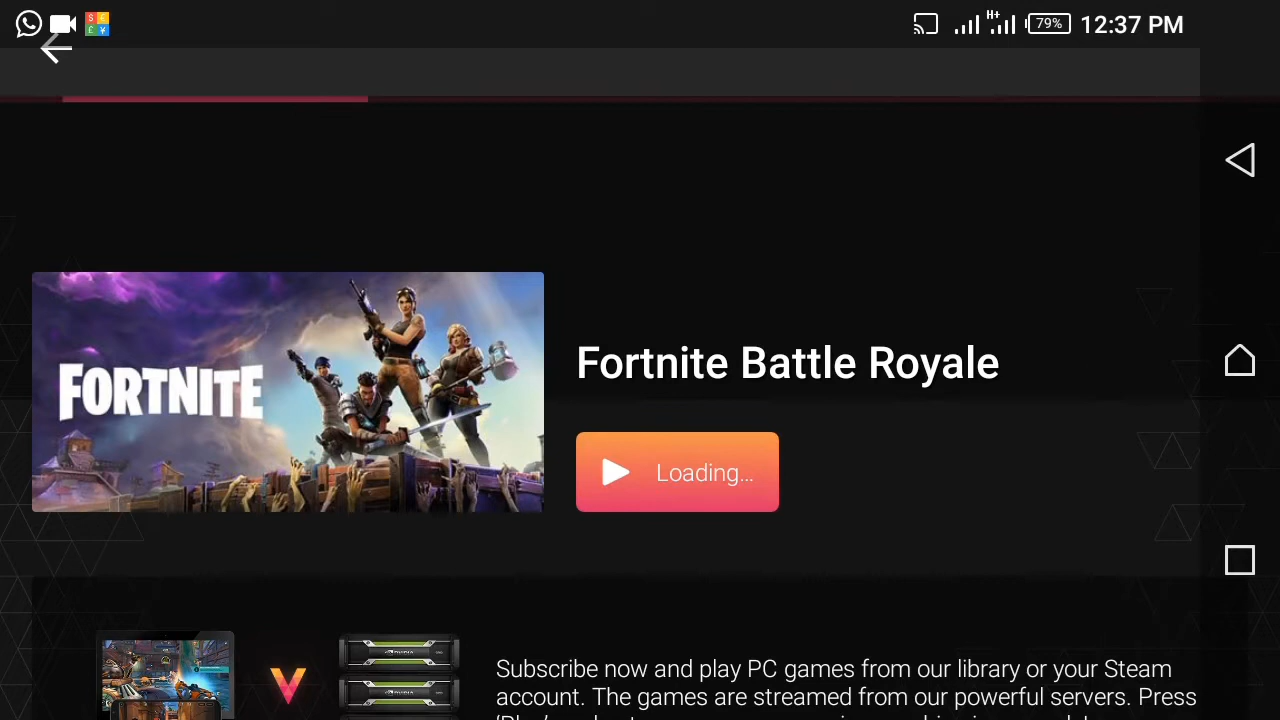 H+
79%
12:37 PM
FORTNITE
Fortnite Battle Royale
Loading...
Subscribe now and play PC games from our library or your Steam
account. The games are streamed from our powerful servers. Press